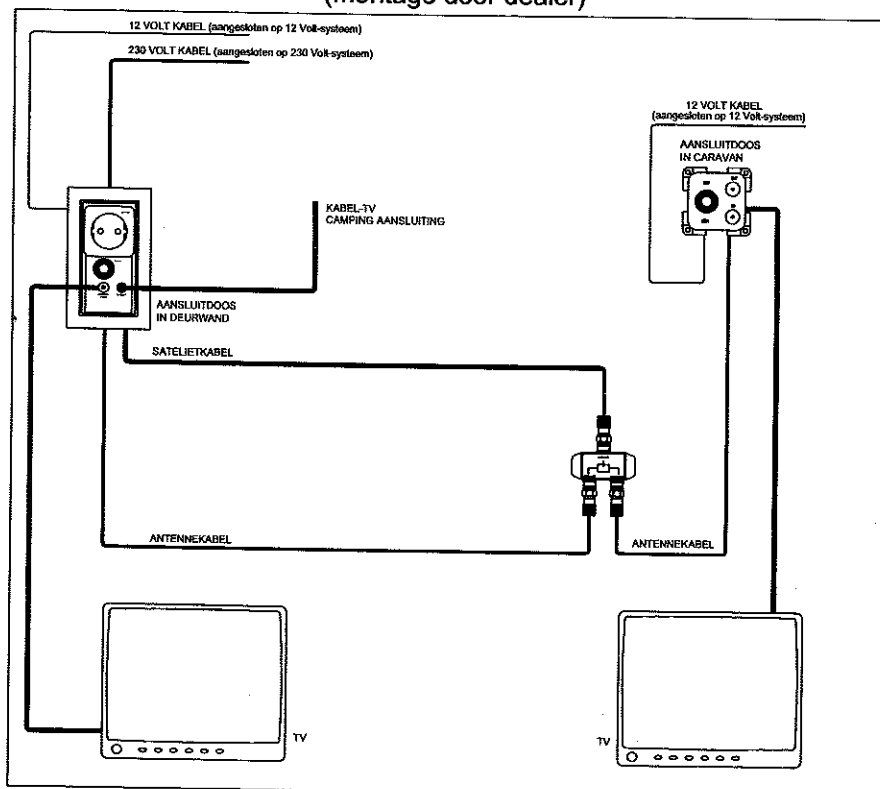 (montage door dealer)
12 VOLT KABEL (aangesloten op 12 Volt-systeem)
230 VOLT KABEL (aangesloten op 230 Volt-systeem)
12 VOLT KABEL
(aangesloten op 12 Volt-systeem)
AANSLUITDOOS
IN CARAVAN
KABEL-TV
CAMPING AANSLUITING
AANSLUITDOOS
IN DEURWAND
SATELIETKABEL
ANTENNEKABEL
ANTENNEKABEL
TV
TV